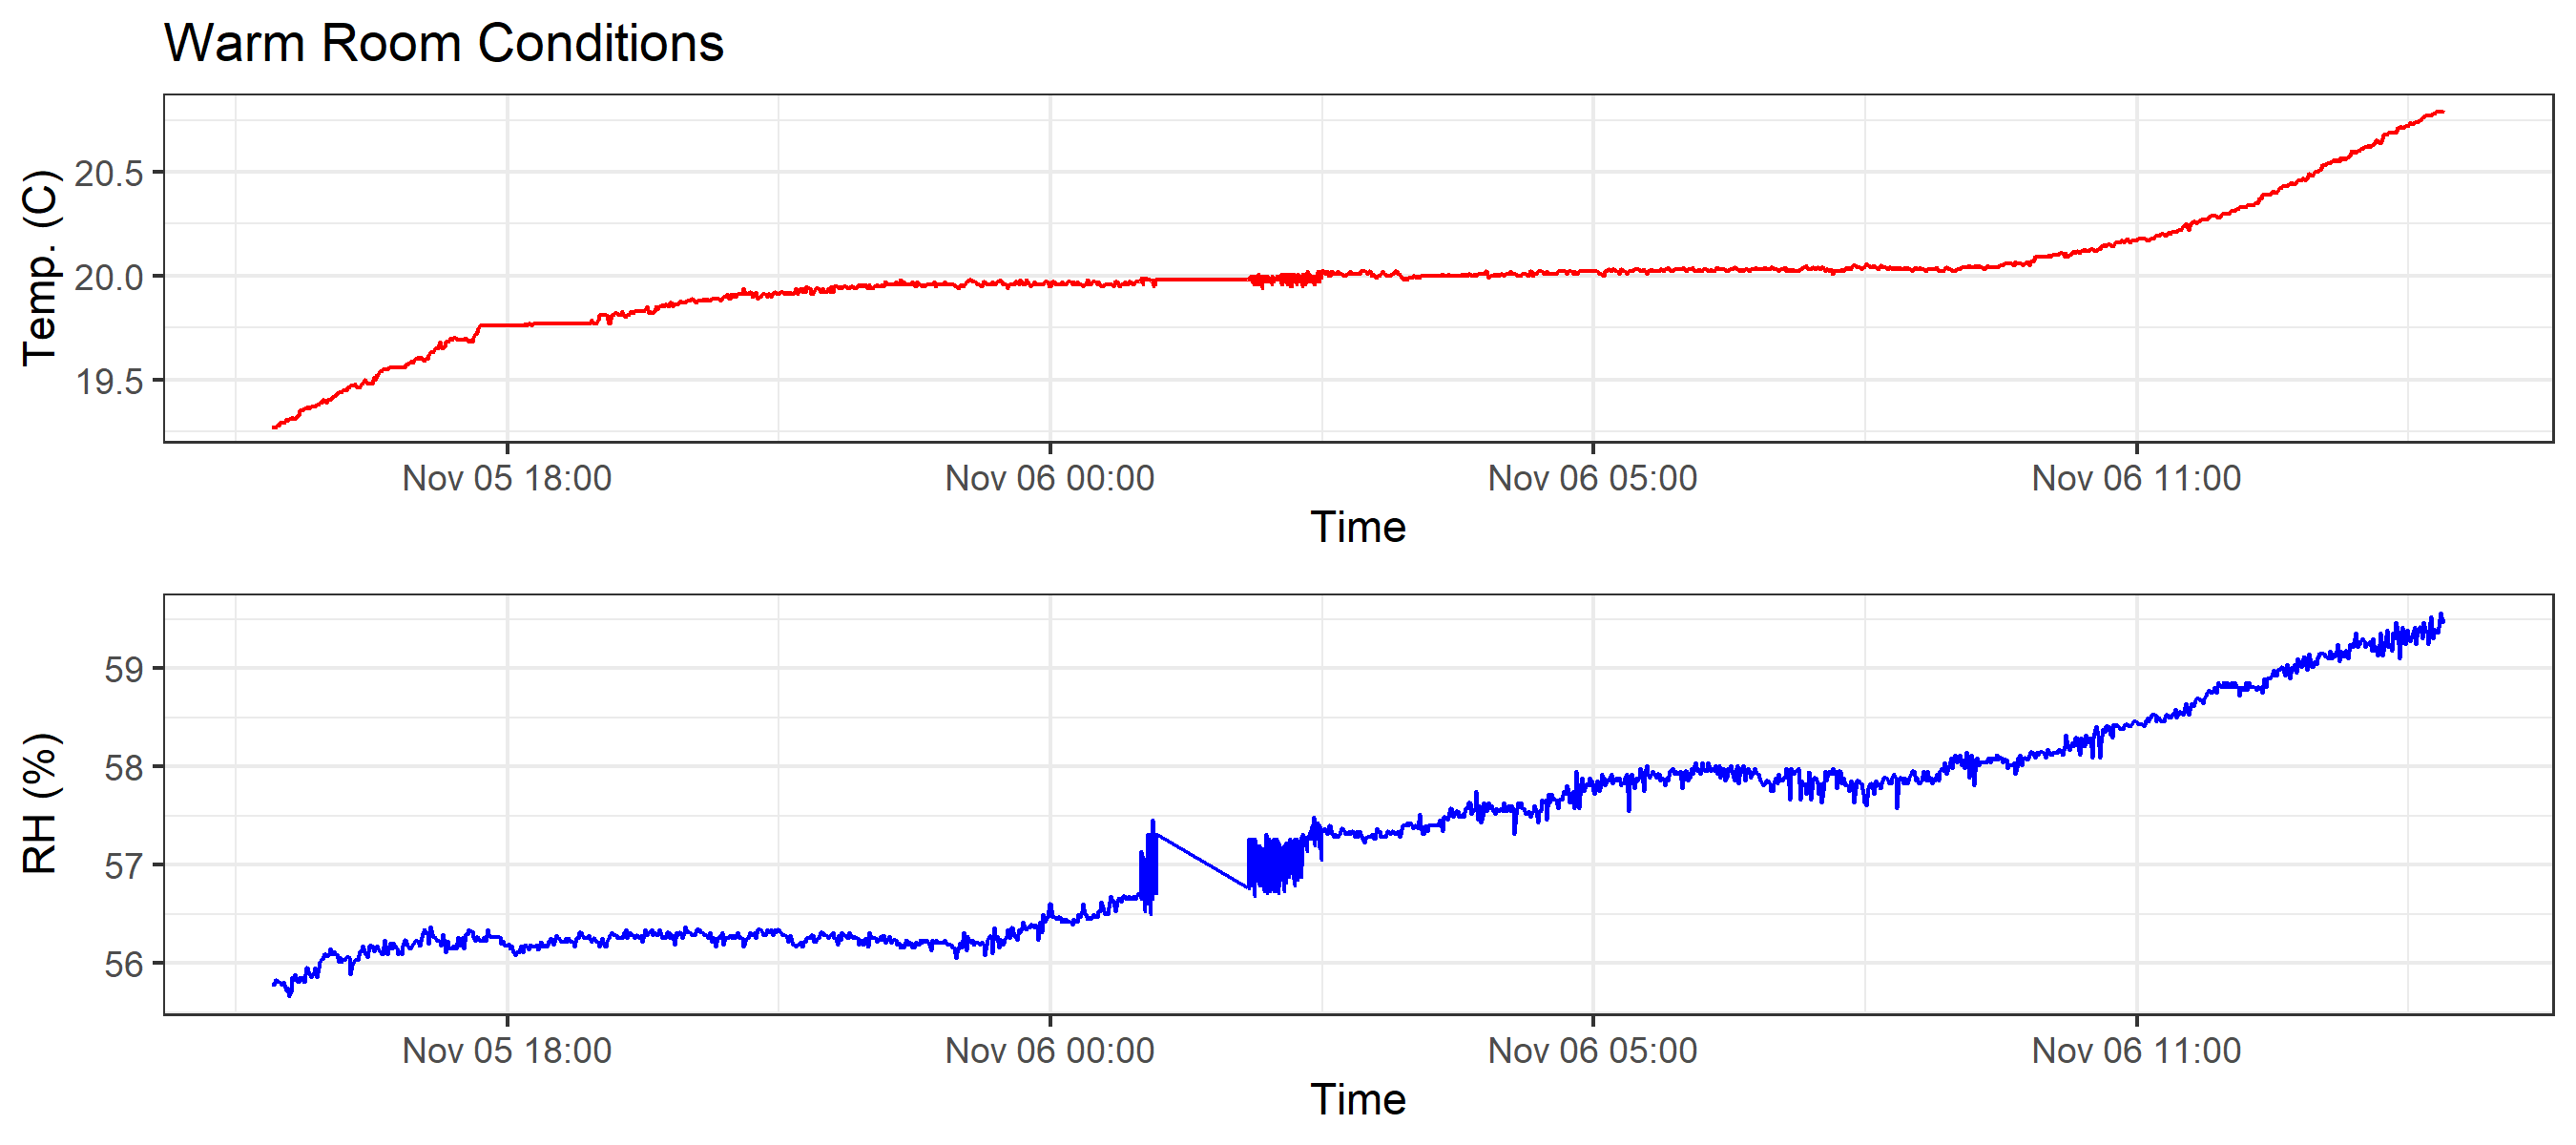 Warm Room Conditions
Temp. (C)
20.5
20.0
19.5
Nov 05 18:00 Nov 06 00:00 Nov 06 05:00 Nov 06 11:00
Time
RH (%)
59
58
57
56
Nov 05 18:00 Nov 06 00:00 Nov 06 05:00 Nov 06 11:00
Time